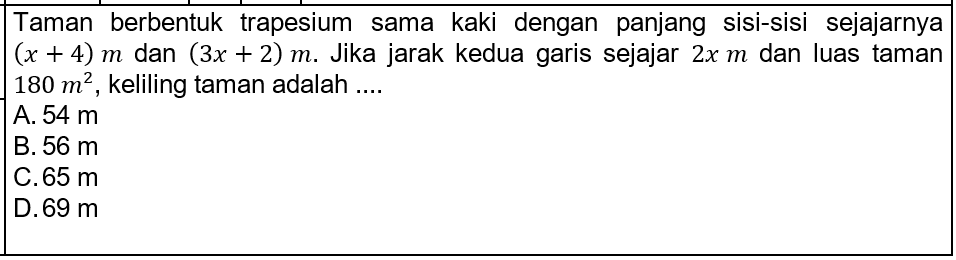 Taman berbentuk trapesium sama kaki dengan panjang sisi-sisi sejajarnya
(x + 4) m dan (3x + 2) m. Jika jarak kedua garis sejajar 2x m dan luas taman
180 m², keliling taman adalah ....
A. 54 m
B. 56 m
C. 65 m
D. 69 m